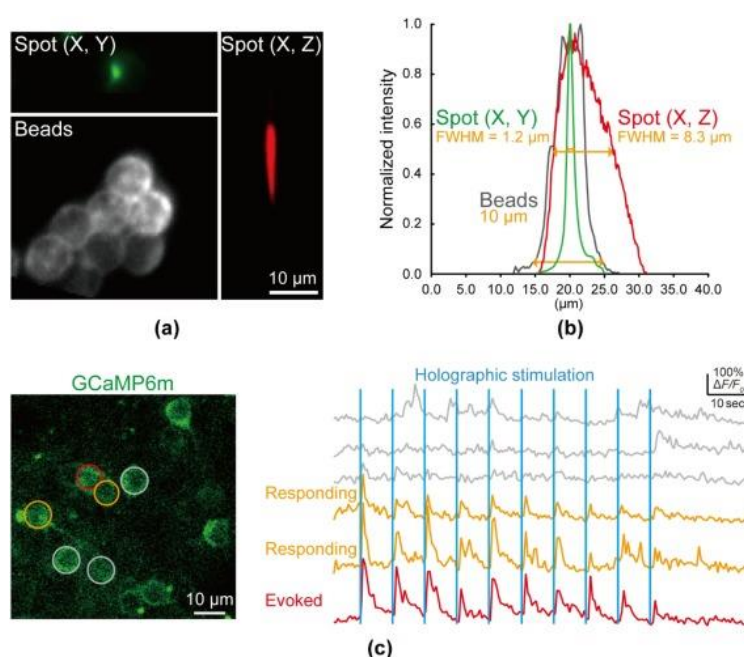 Spot (X, Y)
Spot (X, Z)
Beads
10 μm
(a)
Normalized intensity
1.0
0.8
0.6
0.4
0.2
0.0
Spot (X, Y)
FWHM = 1.2 μm
Spot (X, Z)
FWHM = 8.3 μm
Beads
10 μm
0.0 5.0 10.0 15.0 20.0 25.0 30.0 35.0 40.0
(μm)
(b)
GCaMP6m
10 μm
Holographic stimulation
100%
ΔF/F₀
10 sec
Responding
Responding
Evoked
(c)